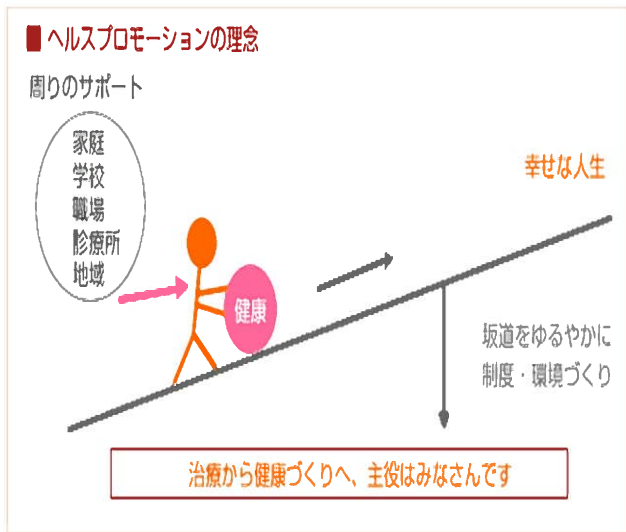 ■ ヘルスプロモーションの理念
周りのサポート
家庭
学校
職場
診療所
地域
幸せな人生
健康
坂道をゆるやかに
制度・環境づくり
治療から健康づくりへ、主役はみなさんです